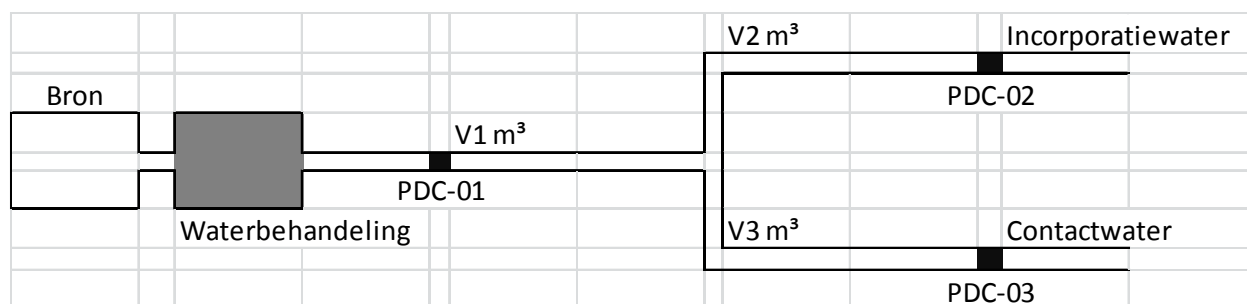 V2 m³
Incorporatiewater
PDC-02
Bron
V1 m³
PDC-01
Waterbehandeling
V3 m³
Contactwater
PDC-03